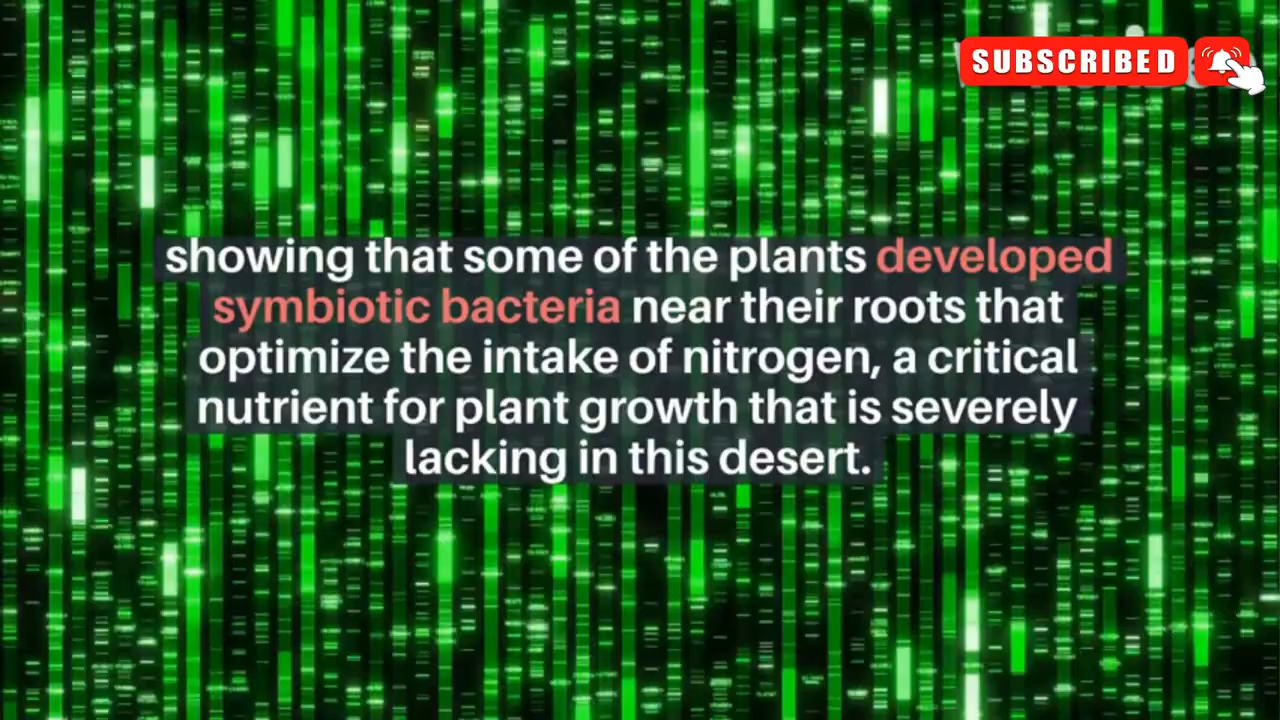 SUBSCRIBED
showing that some of the plants developed
symbiotic bacteria near their roots that
optimize the intake of nitrogen, a critical
nutrient for plant growth that is severely
lacking in this desert.